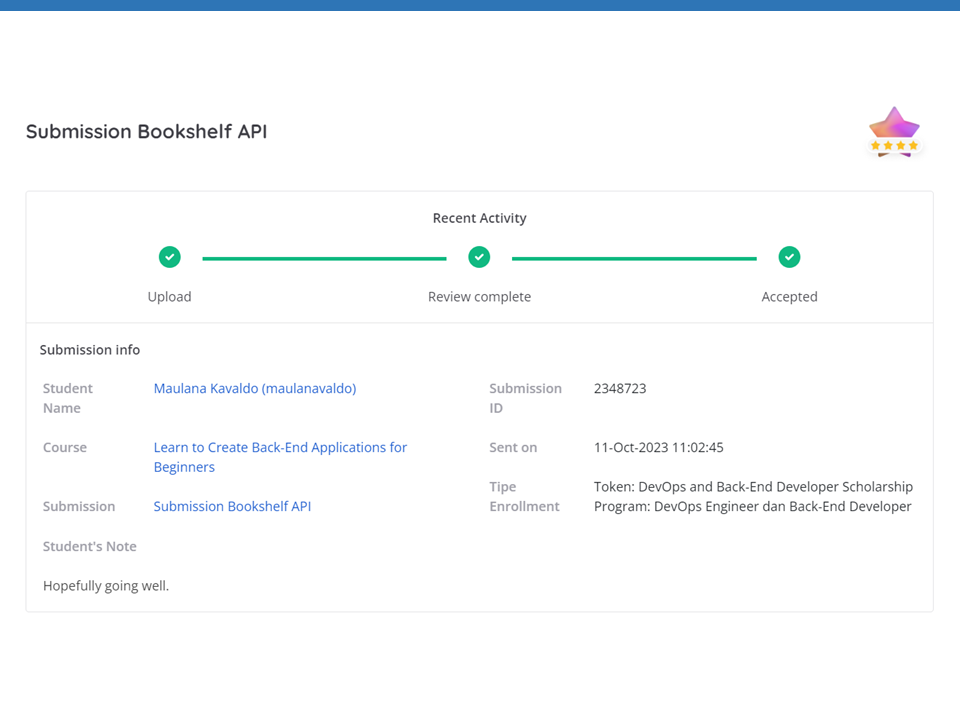 Submission Bookshelf API
Recent Activity
Upload
Review complete
Accepted
Submission info
Student
Name
Maulana Kavaldo (maulanavaldo)
Submission
ID
2348723
Course
Learn to Create Back-End Applications for
Beginners
Sent on
11-Oct-2023 11:02:45
Submission
Submission Bookshelf API
Tipe
Enrollment
Token: DevOps and Back-End Developer Scholarship
Program: DevOps Engineer dan Back-End Developer
Student's Note
Hopefully going well.